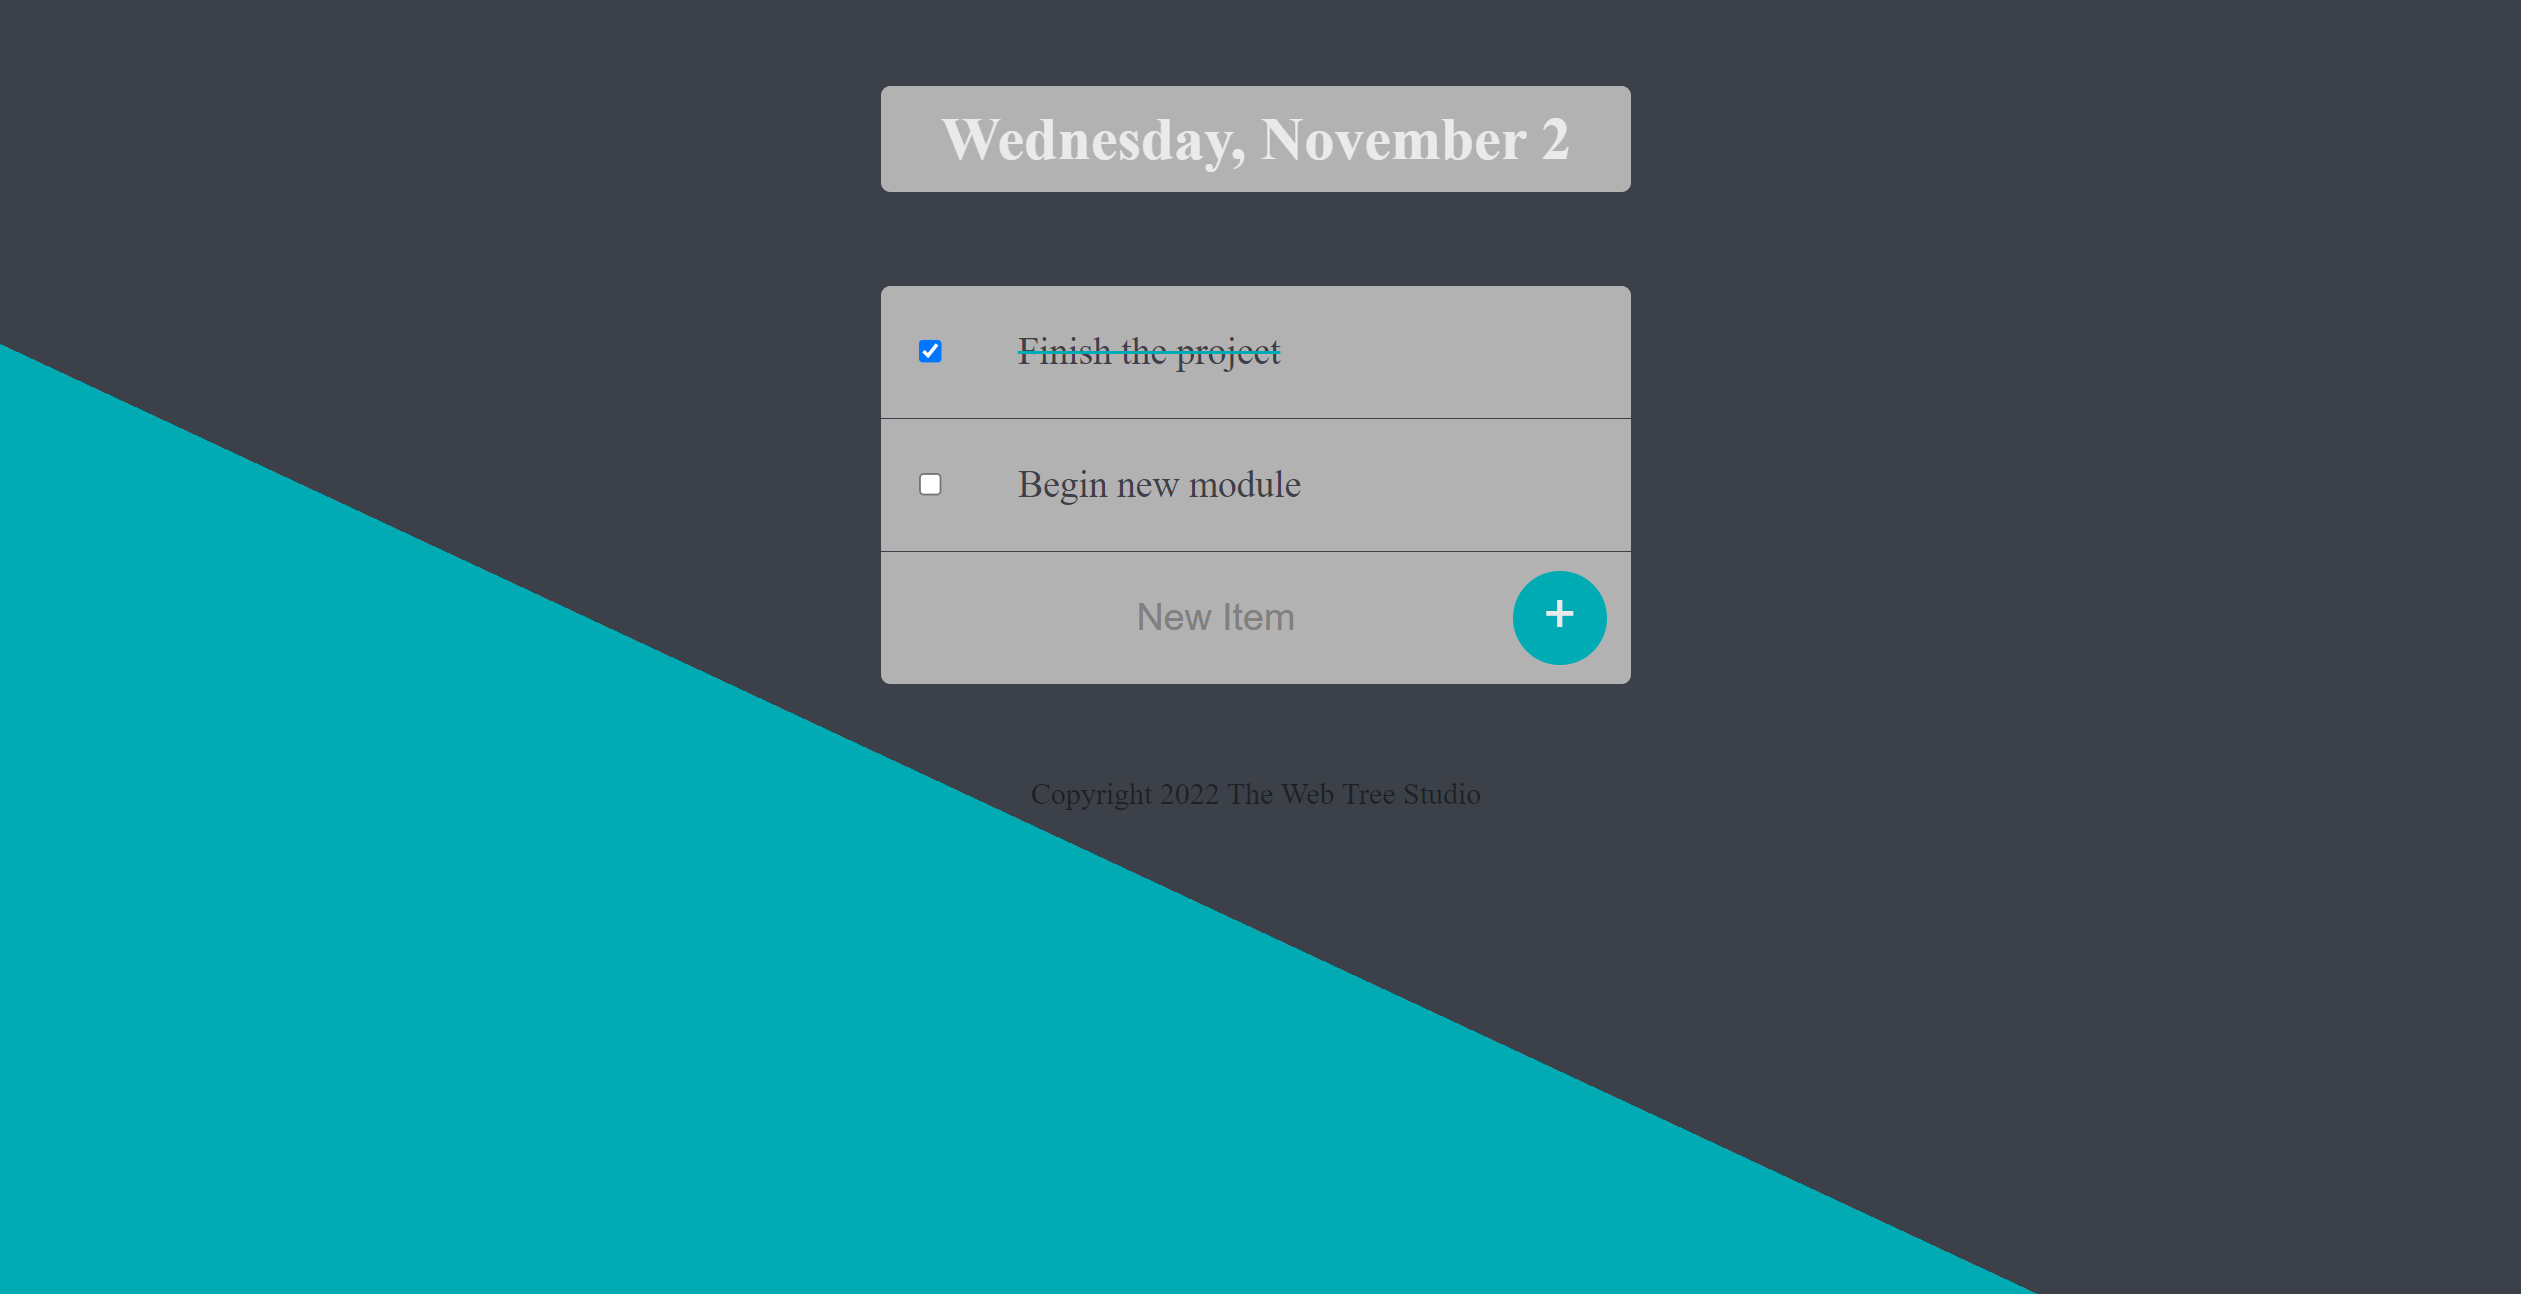 Wednesday, November 2
Finish the project
Begin new module
New Item
+
Copyright 2022 The Web Tree Studio